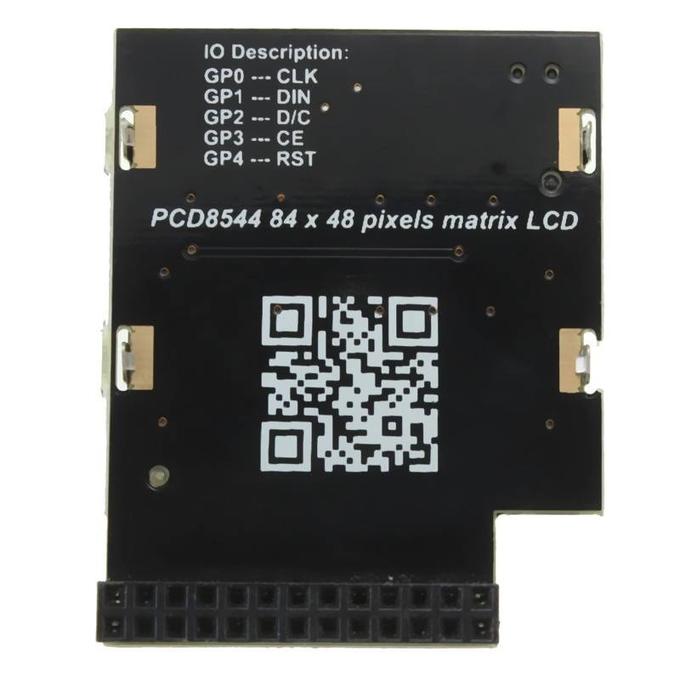 IO Description:
GP0 --- CLK
GP1 --- DIN
GP2 --- D/C
GP3 --- CE
GP4 --- RST
PCD8544 84 x 48 pixels matrix LCD